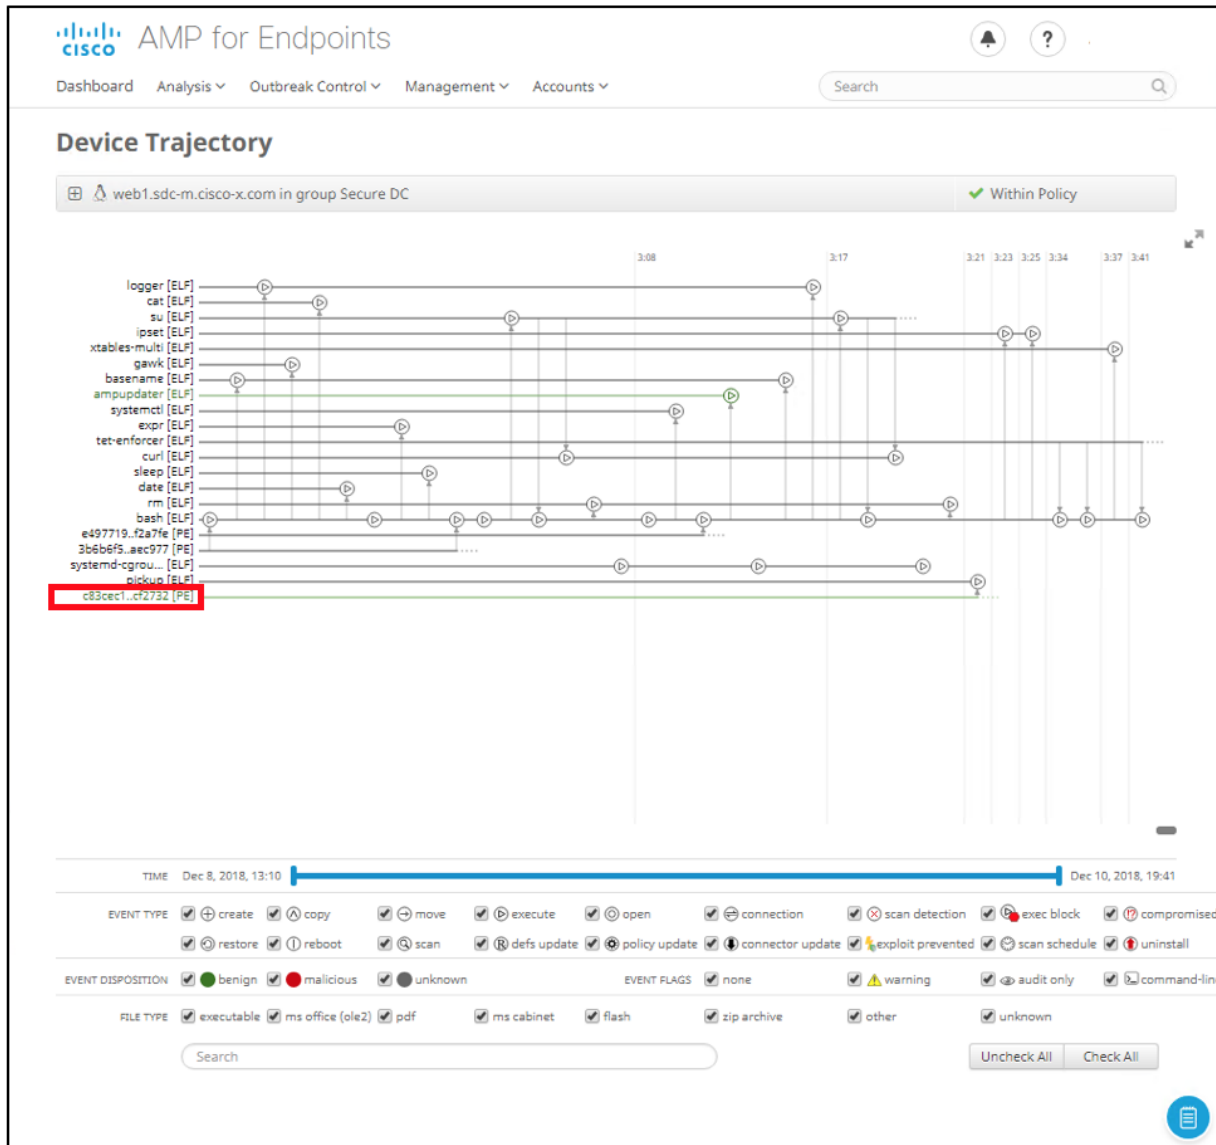 CISCO AMP for Endpoints
?
Dashboard Analysis Outbreak Control Management Accounts Search
Device Trajectory
web1.sdc-m.cisco-x.com in group Secure DC Within Policy
3:08 3:17 3:21 3:23 3:25 3:34 3:37 3:41
logger [ELF]
cat [ELF]
su [ELF]
ipset [ELF]
xtables-multi [ELF]
gawk [ELF]
basename [ELF]
ampupdater [ELF]
systemctl [ELF]
expr [ELF]
tet-enforcer [ELF]
curl [ELF]
sleep [ELF]
date [ELF]
rm [ELF]
bash [ELF]
e497719..f2a7fe [PE]
3b6b6f5..aec977 [PE]
systemd-cgrou... [ELF]
pickup [ELF]
c83cec1..cf2732 [PE]
TIME Dec 8, 2018, 13:10 Dec 10, 2018, 19:41
EVENT TYPE create copy move execute open connection scan detection exec block compromised
restore reboot scan defs update policy update connector update exploit prevented scan schedule uninstall
EVENT DISPOSITION benign malicious unknown EVENT FLAGS none warning audit only command-lin
FILE TYPE executable ms office (ole2) pdf ms cabinet flash zip archive other unknown
Search Uncheck All Check All